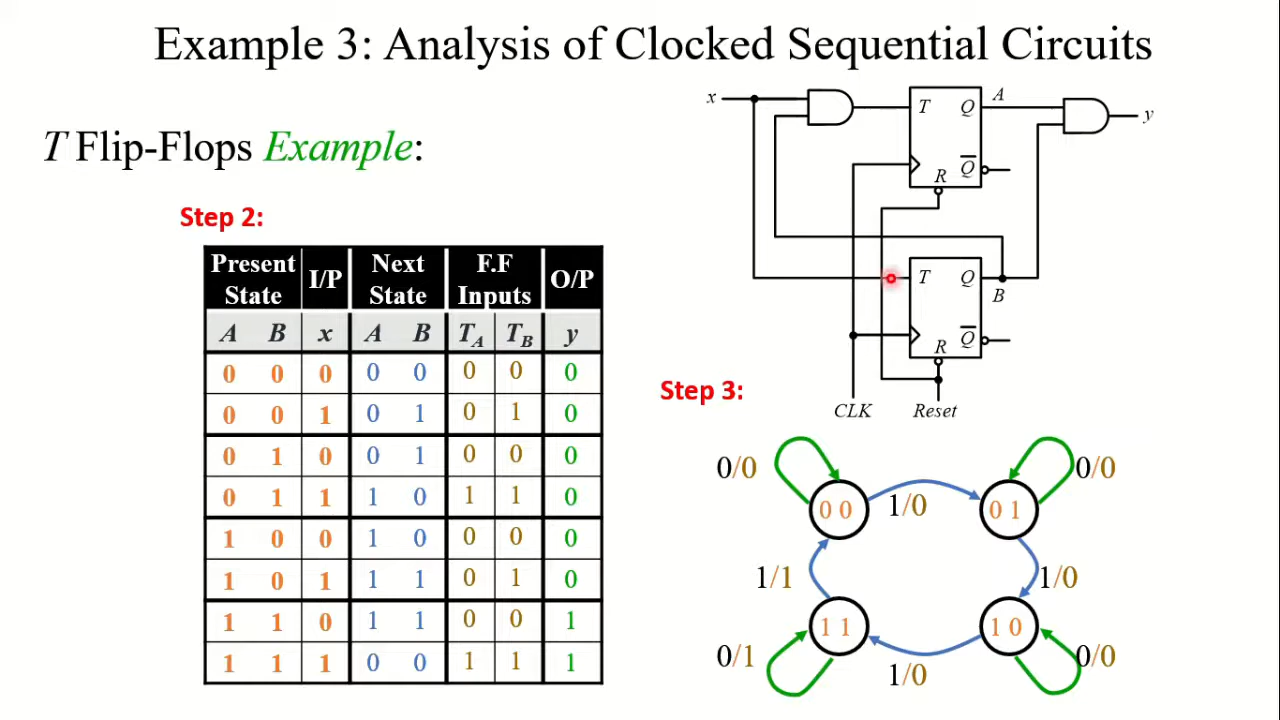 Example 3: Analysis of Clocked Sequential Circuits
T Flip-Flops Example:
Step 2:
Present State I/P Next State F.F Inputs O/P
A B x A B T_A T_B y
0 0 0 0 0 0 0 0
0 0 1 0 1 0 1 0
0 1 0 0 1 0 0 0
0 1 1 1 0 1 1 0
1 0 0 1 0 0 0 0
1 0 1 1 1 0 1 0
1 1 0 1 1 0 0 1
1 1 1 0 0 1 1 1
x T Q A y
R Q̅
T Q B
R Q̅
CLK Reset
Step 3:
0/0 0 0 1/0 0 1 0/0
1/1 1/0
0/1 1 1 1/0 1 0 0/0